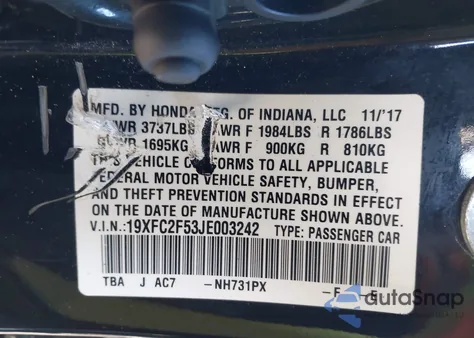 MFD. BY HONDA MFG. OF INDIANA, LLC 11/'17
GVWR 3737LBS GAWR F 1984LBS R 1786LBS
GVWR 1695KG GAWR F 900KG R 810KG
THIS VEHICLE CONFORMS TO ALL APPLICABLE
FEDERAL MOTOR VEHICLE SAFETY, BUMPER,
AND THEFT PREVENTION STANDARDS IN EFFECT
ON THE DATE OF MANUFACTURE SHOWN ABOVE.
V.I.N.:19XFC2F53JE003242 TYPE: PASSENGER CAR
TBA J AC7 -NH731PX -F
autaSnap